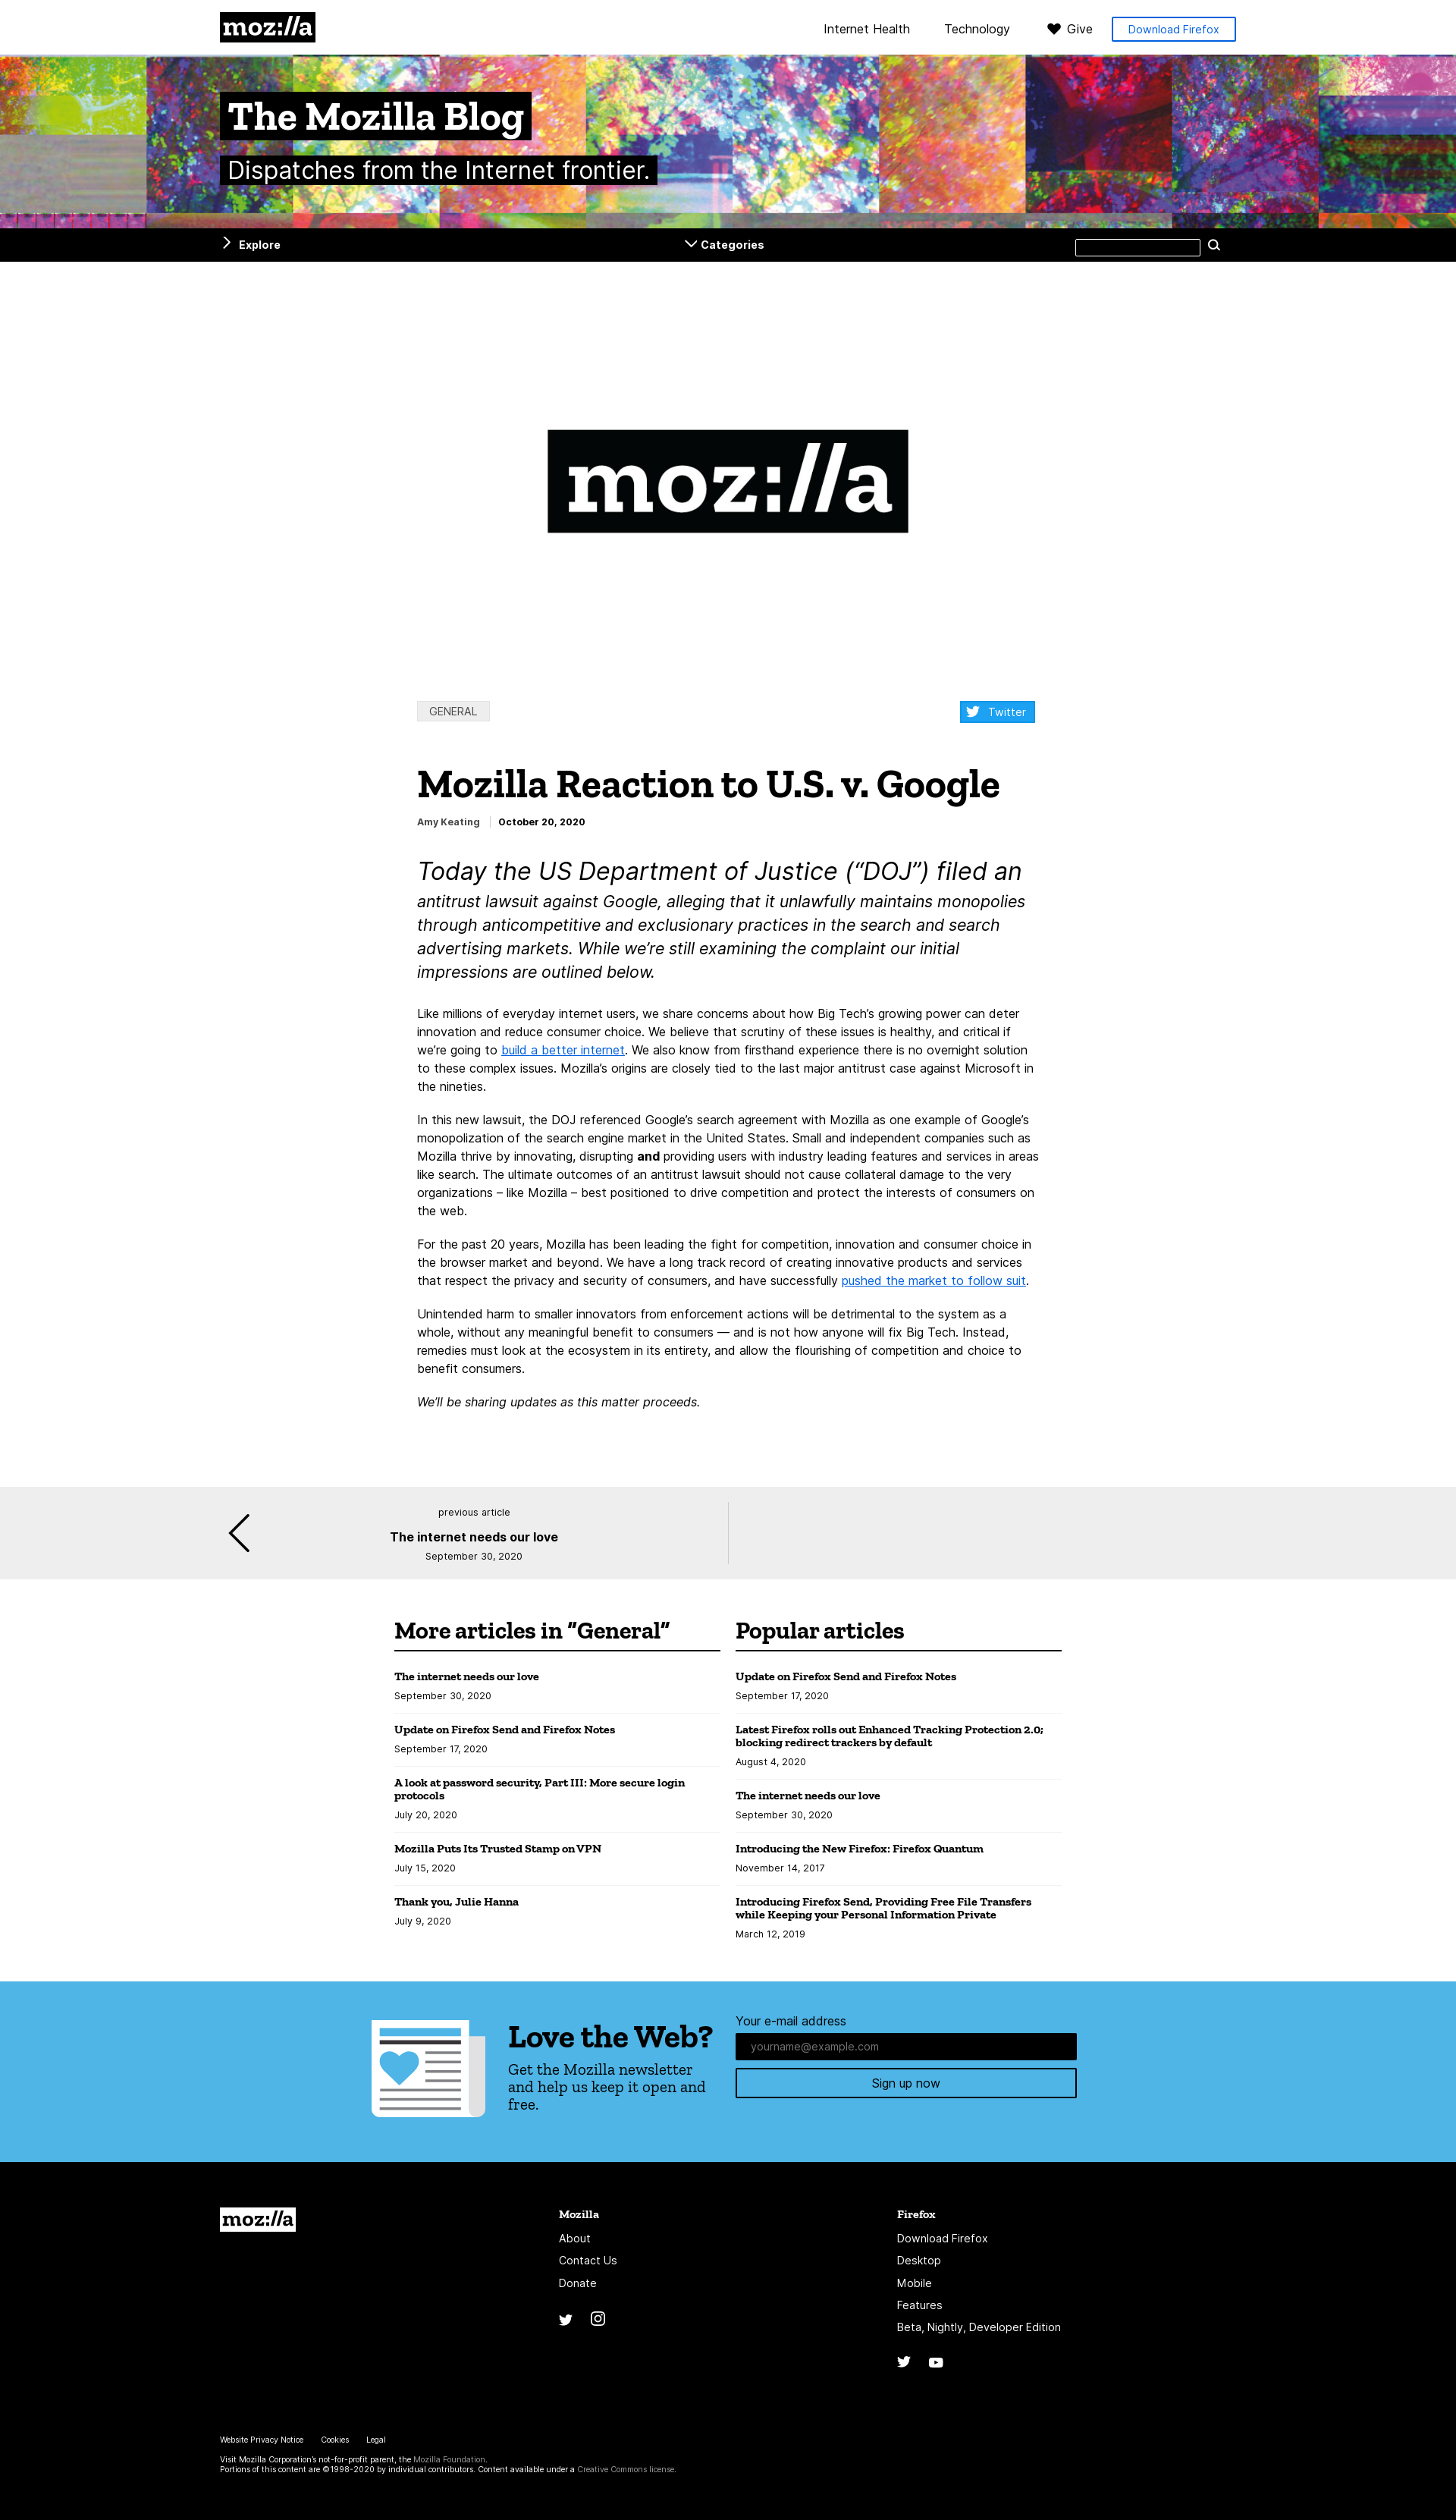 moz://a
Internet Health
Technology
Give
Download Firefox
The Mozilla Blog
Dispatches from the Internet frontier.
Explore
Categories
moz://a
GENERAL
Twitter
Mozilla Reaction to U.S. v. Google
Amy Keating
October 20, 2020
Today the US Department of Justice (“DOJ”) filed an
antitrust lawsuit against Google, alleging that it unlawfully maintains monopolies
through anticompetitive and exclusionary practices in the search and search
advertising markets. While we’re still examining the complaint our initial
impressions are outlined below.
Like millions of everyday internet users, we share concerns about how Big Tech’s growing power can deter
innovation and reduce consumer choice. We believe that scrutiny of these issues is healthy, and critical if
we’re going to build a better internet. We also know from firsthand experience there is no overnight solution
to these complex issues. Mozilla’s origins are closely tied to the last major antitrust case against Microsoft in
the nineties.
In this new lawsuit, the DOJ referenced Google’s search agreement with Mozilla as one example of Google’s
monopolization of the search engine market in the United States. Small and independent companies such as
Mozilla thrive by innovating, disrupting and providing users with industry leading features and services in areas
like search. The ultimate outcomes of an antitrust lawsuit should not cause collateral damage to the very
organizations – like Mozilla – best positioned to drive competition and protect the interests of consumers on
the web.
For the past 20 years, Mozilla has been leading the fight for competition, innovation and consumer choice in
the browser market and beyond. We have a long track record of creating innovative products and services
that respect the privacy and security of consumers, and have successfully pushed the market to follow suit.
Unintended harm to smaller innovators from enforcement actions will be detrimental to the system as a
whole, without any meaningful benefit to consumers — and is not how anyone will fix Big Tech. Instead,
remedies must look at the ecosystem in its entirety, and allow the flourishing of competition and choice to
benefit consumers.
We’ll be sharing updates as this matter proceeds.
previous article
The internet needs our love
September 30, 2020
More articles in “General”
The internet needs our love
September 30, 2020
Update on Firefox Send and Firefox Notes
September 17, 2020
A look at password security, Part III: More secure login
protocols
July 20, 2020
Mozilla Puts Its Trusted Stamp on VPN
July 15, 2020
Thank you, Julie Hanna
July 9, 2020
Popular articles
Update on Firefox Send and Firefox Notes
September 17, 2020
Latest Firefox rolls out Enhanced Tracking Protection 2.0;
blocking redirect trackers by default
August 4, 2020
The internet needs our love
September 30, 2020
Introducing the New Firefox: Firefox Quantum
November 14, 2017
Introducing Firefox Send, Providing Free File Transfers
while Keeping your Personal Information Private
March 12, 2019
Love the Web?
Get the Mozilla newsletter
and help us keep it open and
free.
Your e-mail address
yourname@example.com
Sign up now
moz://a
Mozilla
About
Contact Us
Donate
Firefox
Download Firefox
Desktop
Mobile
Features
Beta, Nightly, Developer Edition
Website Privacy Notice
Cookies
Legal
Visit Mozilla Corporation’s not-for-profit parent, the Mozilla Foundation.
Portions of this content are ©1998-2020 by individual contributors. Content available under a Creative Commons license.